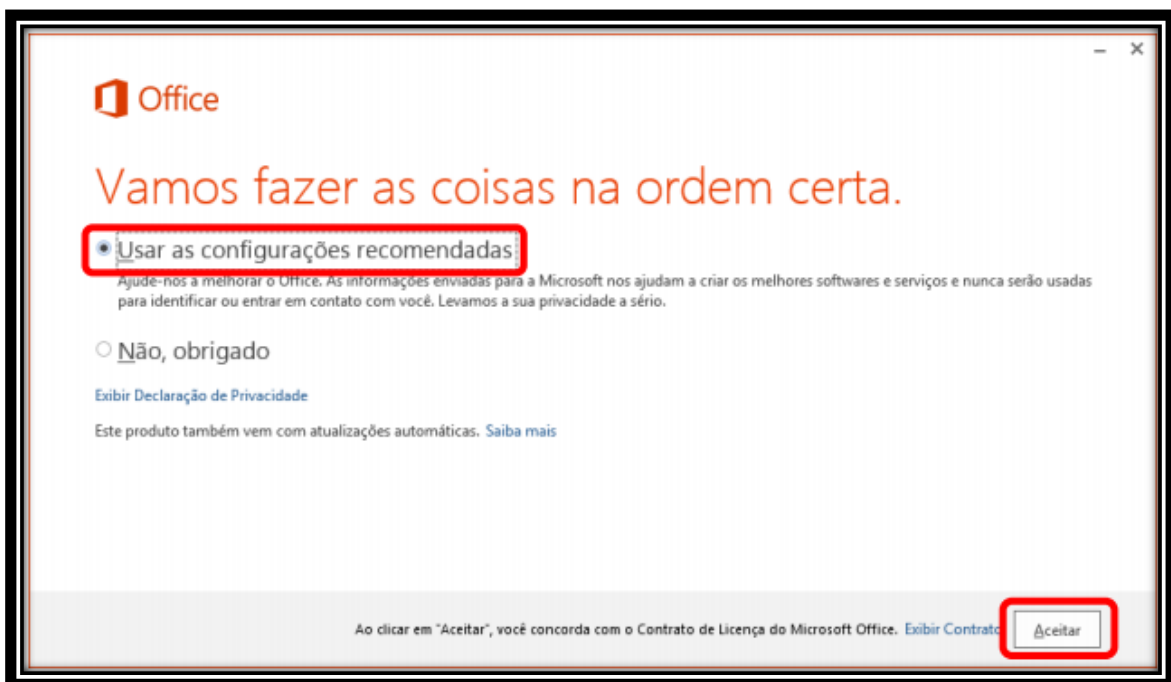 Office
Vamos fazer as coisas na ordem certa.
Usar as configurações recomendadas
Ajude-nos a melhorar o Office. As informações enviadas para a Microsoft nos ajudam a criar os melhores softwares e serviços e nunca serão usadas
para identificar ou entrar em contato com você. Levamos a sua privacidade a sério.
Não, obrigado
Exibir Declaração de Privacidade
Este produto também vem com atualizações automáticas. Saiba mais
Ao clicar em "Aceitar", você concorda com o Contrato de Licença do Microsoft Office. Exibir Contrato Aceitar